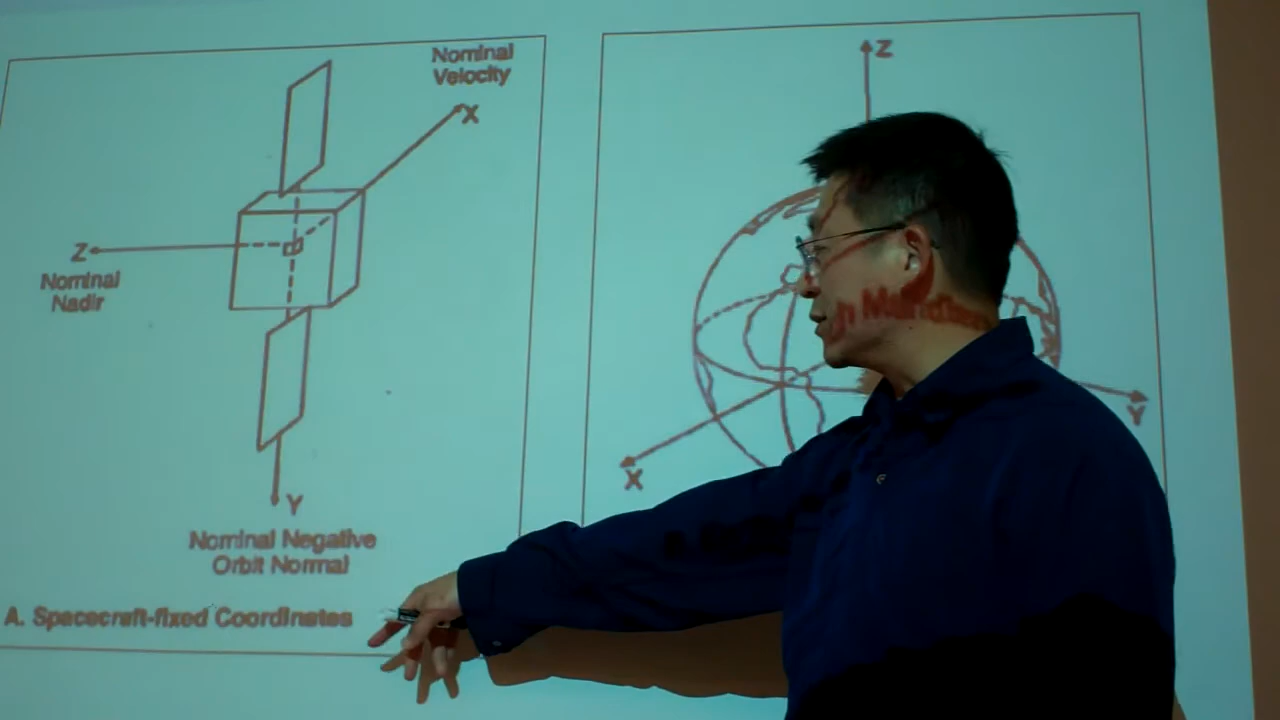 Nominal
Velocity
X
Z
Nominal
Nadir
Y
Nominal Negative
Orbit Normal
A. Spacecraft-fixed Coordinates
Z
X
Y